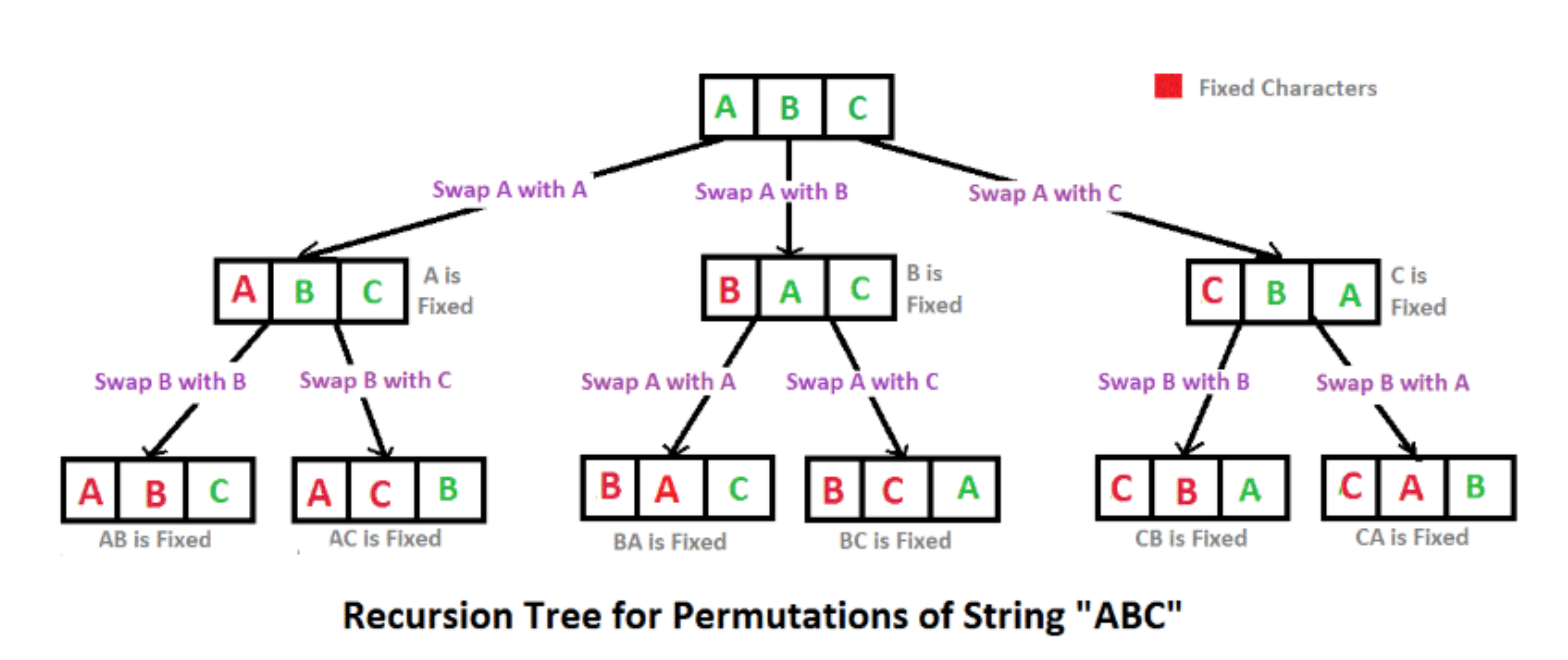 A B C
Fixed Characters
Swap A with A
Swap A with B
Swap A with C
A B C
A is
Fixed
B A C
B is
Fixed
C B A
C is
Fixed
Swap B with B
Swap B with C
Swap A with A
Swap A with C
Swap B with B
Swap B with A
A B C
A C B
B A C
B C A
C B A
C A B
AB is Fixed
AC is Fixed
BA is Fixed
BC is Fixed
CB is Fixed
CA is Fixed
Recursion Tree for Permutations of String "ABC"